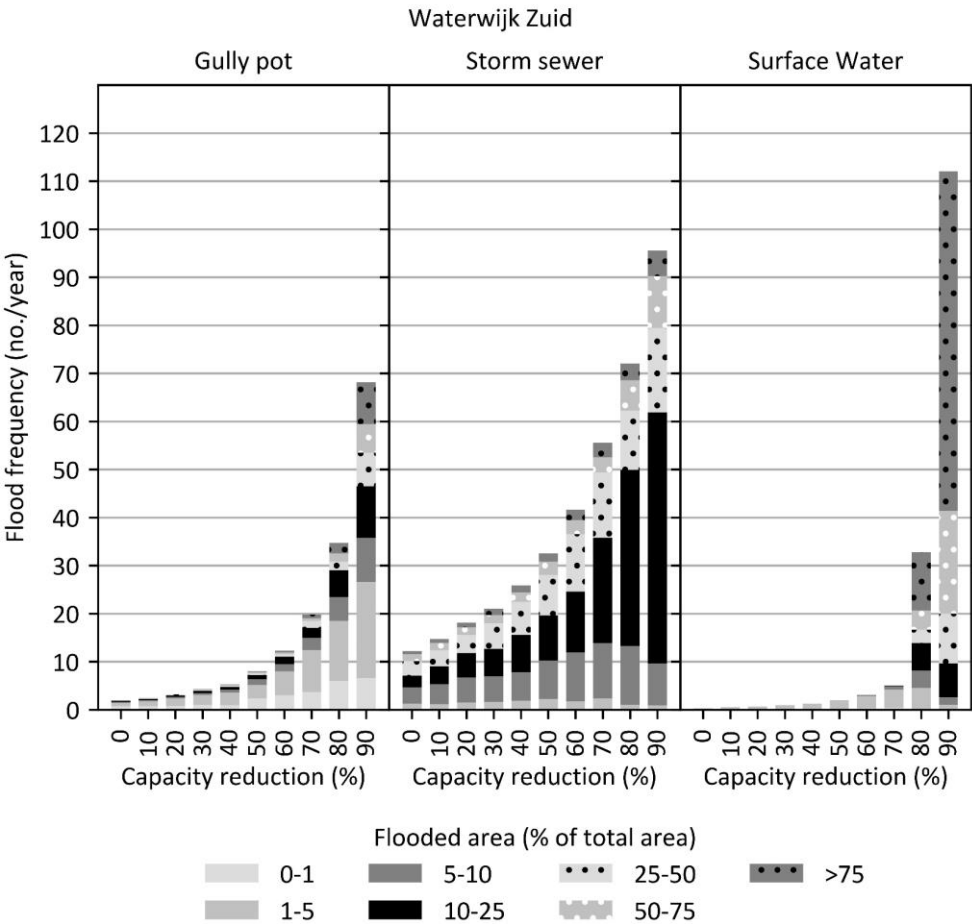 Waterwijk Zuid
Gully pot Storm sewer Surface Water
Flood frequency (no./year)
120
110
100
90
80
70
60
50
40
30
20
10
0
0 10 20 30 40 50 60 70 80 90 0 10 20 30 40 50 60 70 80 90 0 10 20 30 40 50 60 70 80 90
Capacity reduction (%) Capacity reduction (%) Capacity reduction (%)
Flooded area (% of total area)
0-1 5-10 25-50 >75
1-5 10-25 50-75